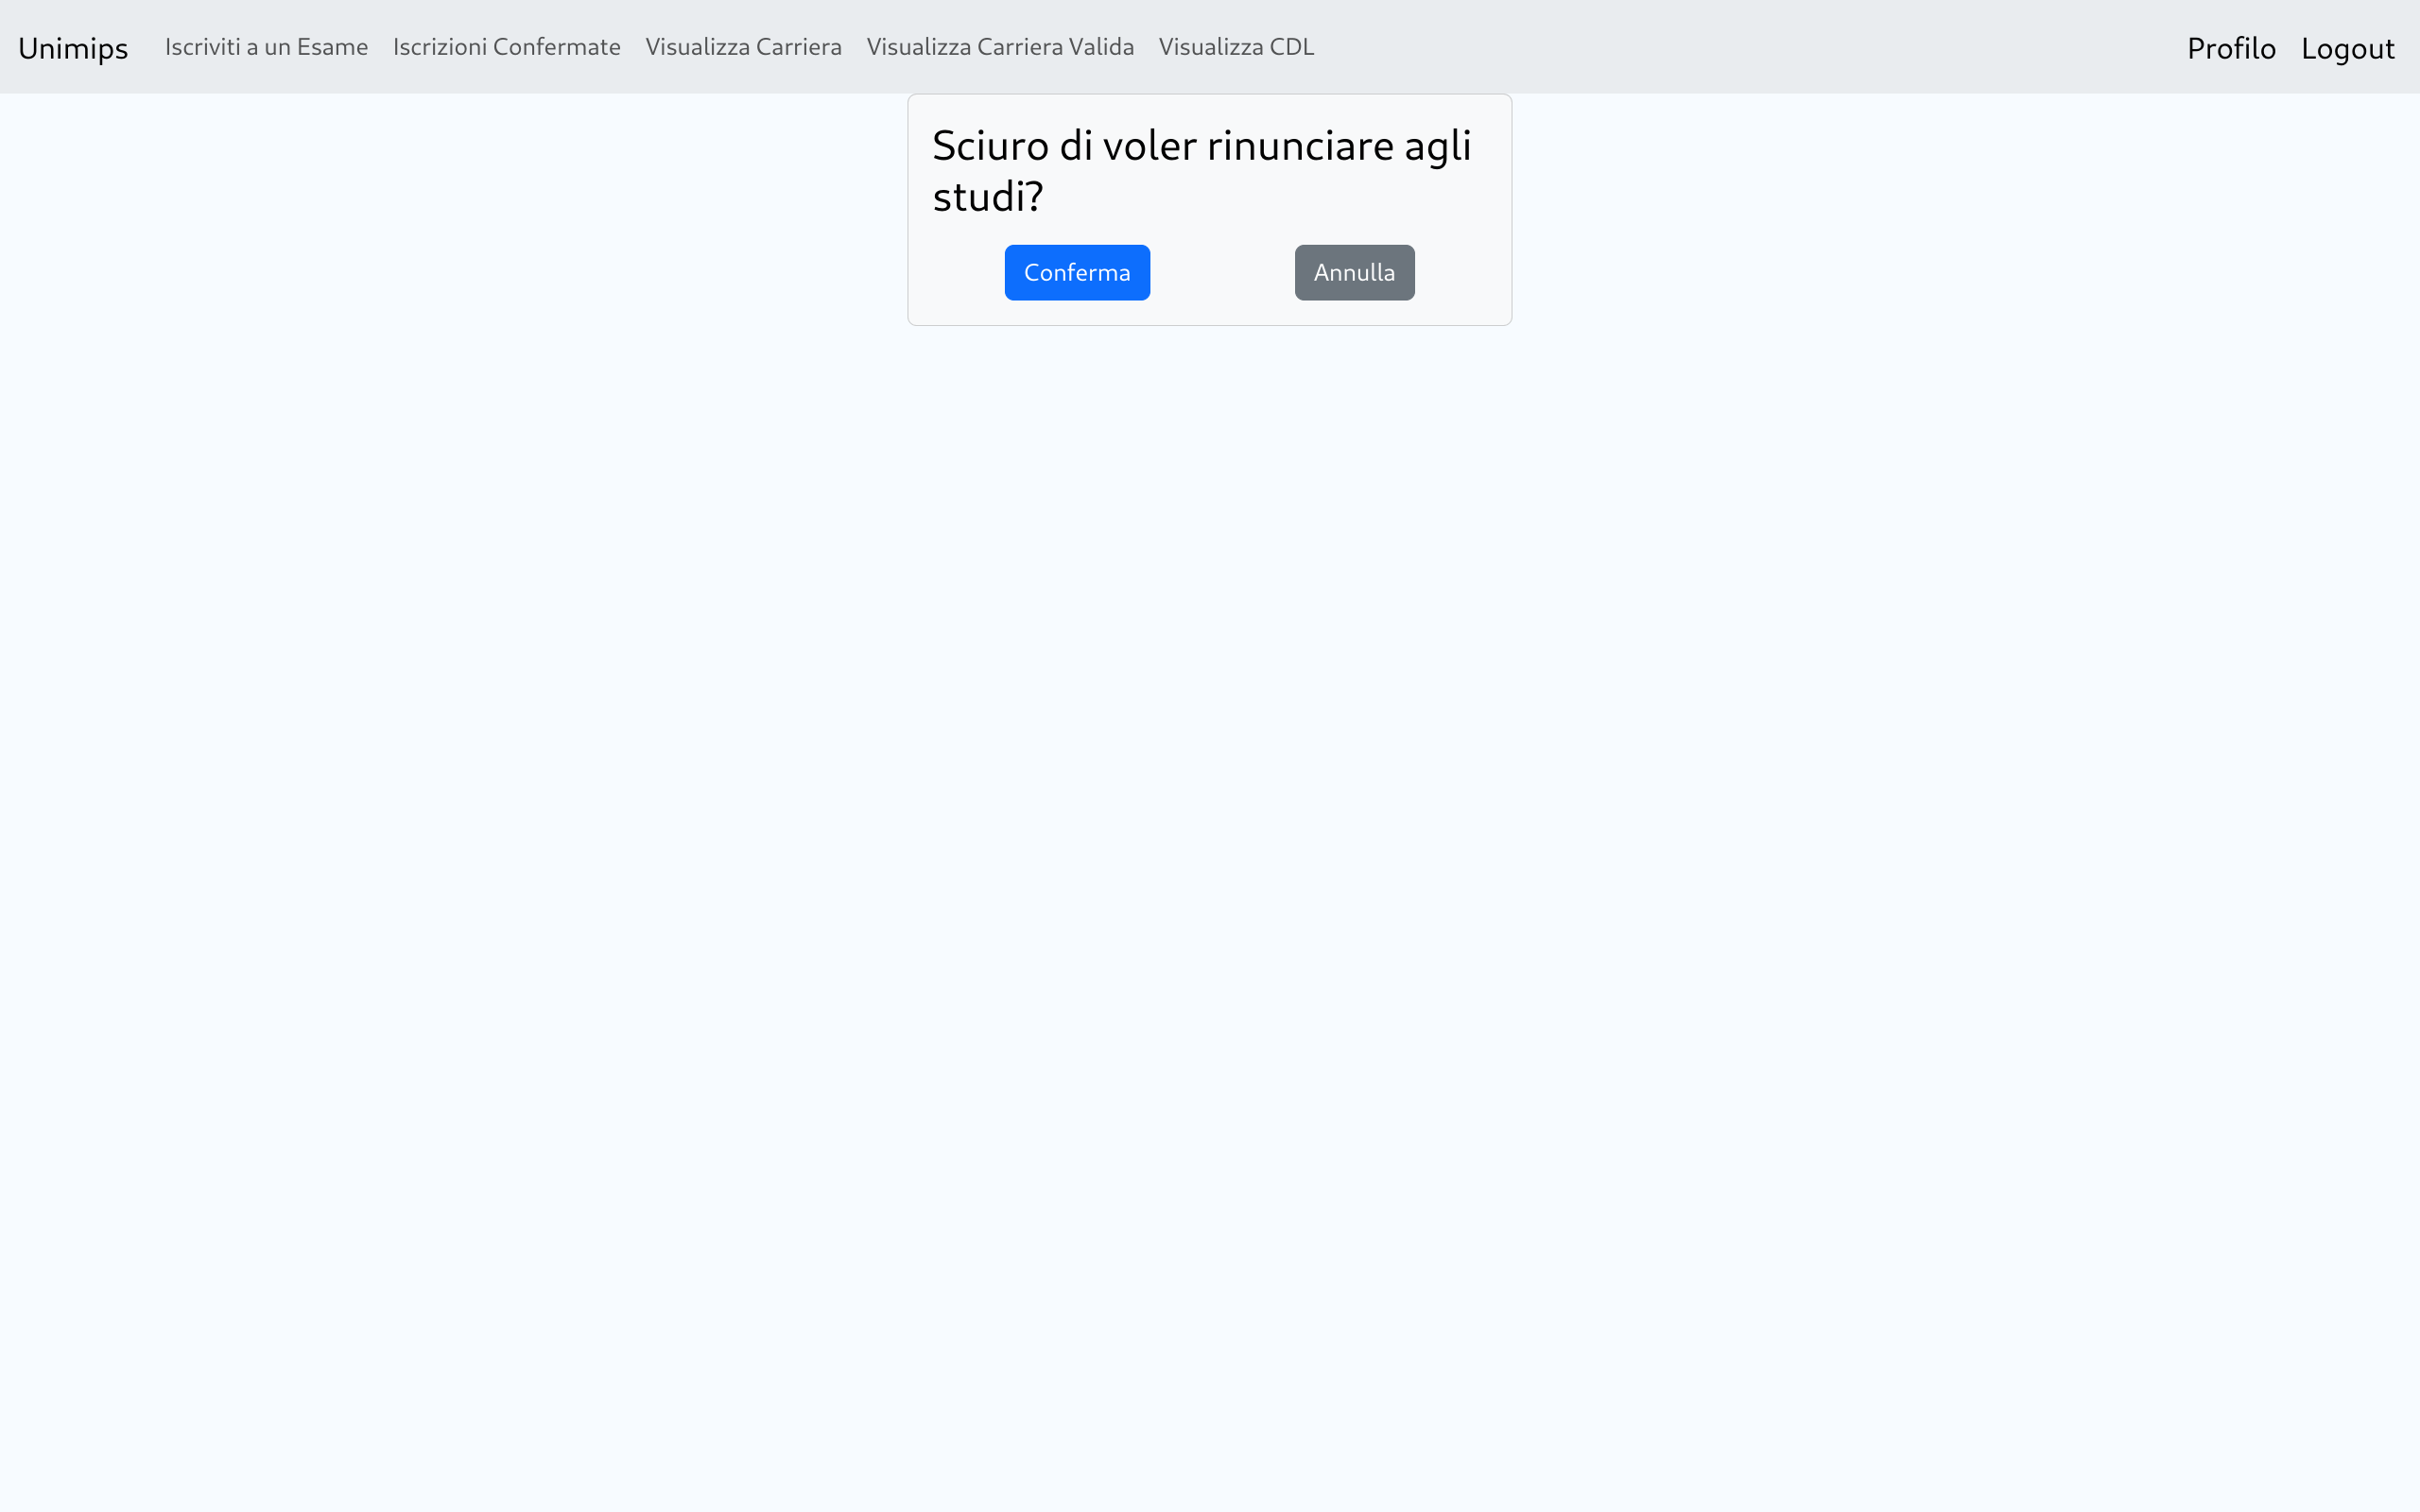 Unimips Iscriviti a un Esame Iscrizioni Confermate Visualizza Carriera Visualizza Carriera Valida Visualizza CDL Profilo Logout
Sciuro di voler rinunciare agli
studi?
Conferma Annulla